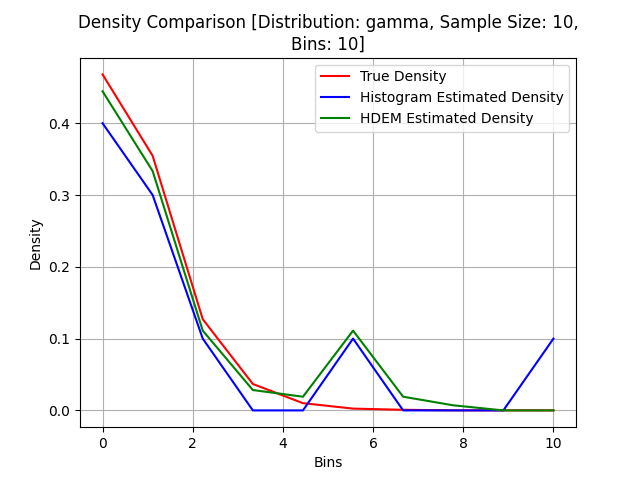 Density Comparison [Distribution: gamma, Sample Size: 10,
Bins: 10]
True Density
Histogram Estimated Density
HDEM Estimated Density
Density
0.4
0.3
0.2
0.1
0.0
0 2 4 6 8 10
Bins